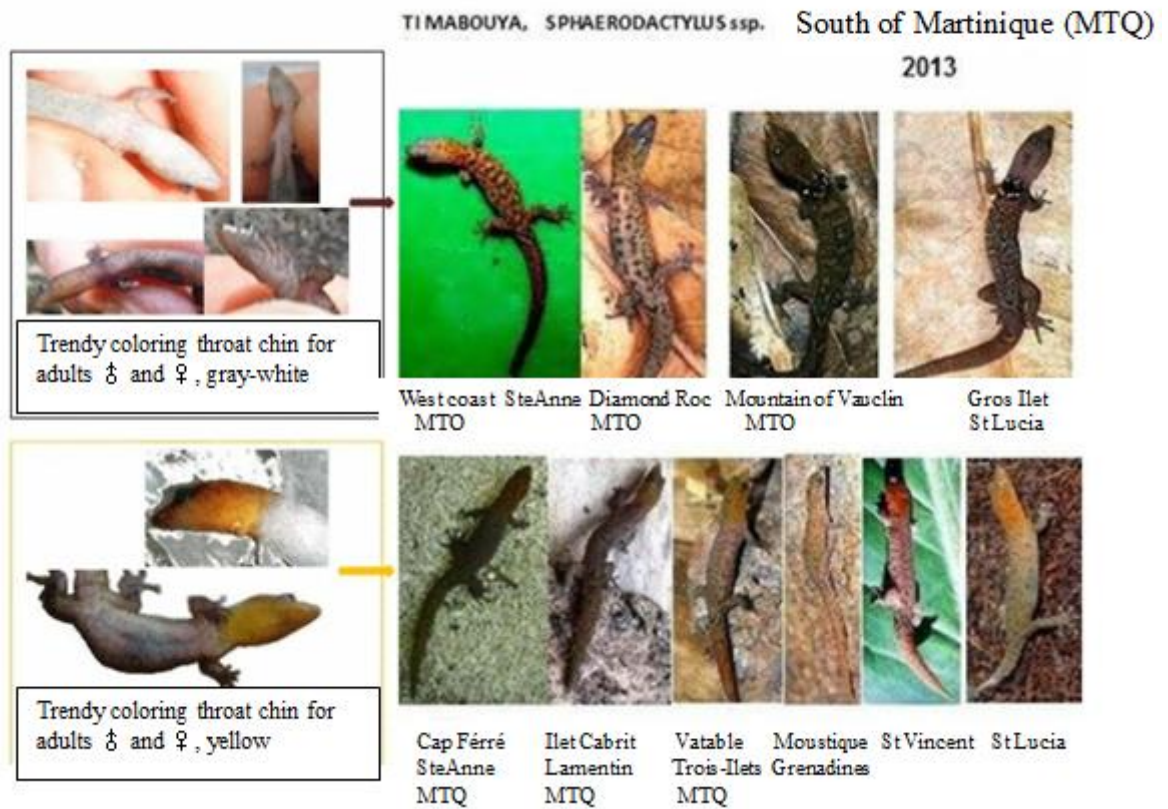 TI MABOUYA, SPHAERODACTYLUS ssp. South of Martinique (MTQ)
2013
Trendy coloring throat chin for
adults ♂ and ♀ , gray-white
West coast SteAnne
MTO
Diamond Roc
MTO
Mountain of Vauclin
MTO
Gros Ilet
St Lucia
Trendy coloring throat chin for
adults ♂ and ♀ , yellow
Cap Férré
SteAnne
MTQ
Ilet Cabrit
Lamentin
MTQ
Vatable
Trois-Ilets
MTQ
Moustique
Grenadines
St Vincent
St Lucia